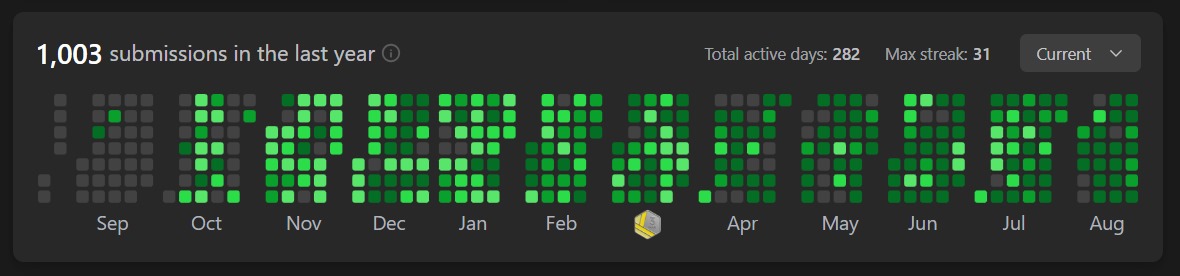 1,003 submissions in the last year
Total active days: 282 Max streak: 31 Current
Sep Oct Nov Dec Jan Feb Apr May Jun Jul Aug